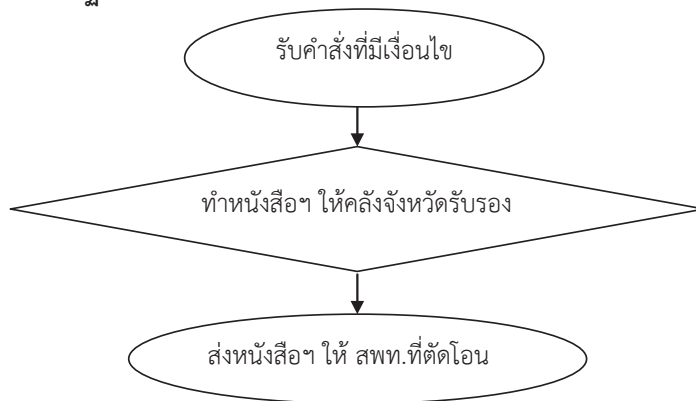 รับคำสั่งที่มีเงื่อนไข
ทำหนังสือฯ ให้คลังจังหวัดรับรอง
ส่งหนังสือฯ ให้ สพท.ที่ตัดโอน